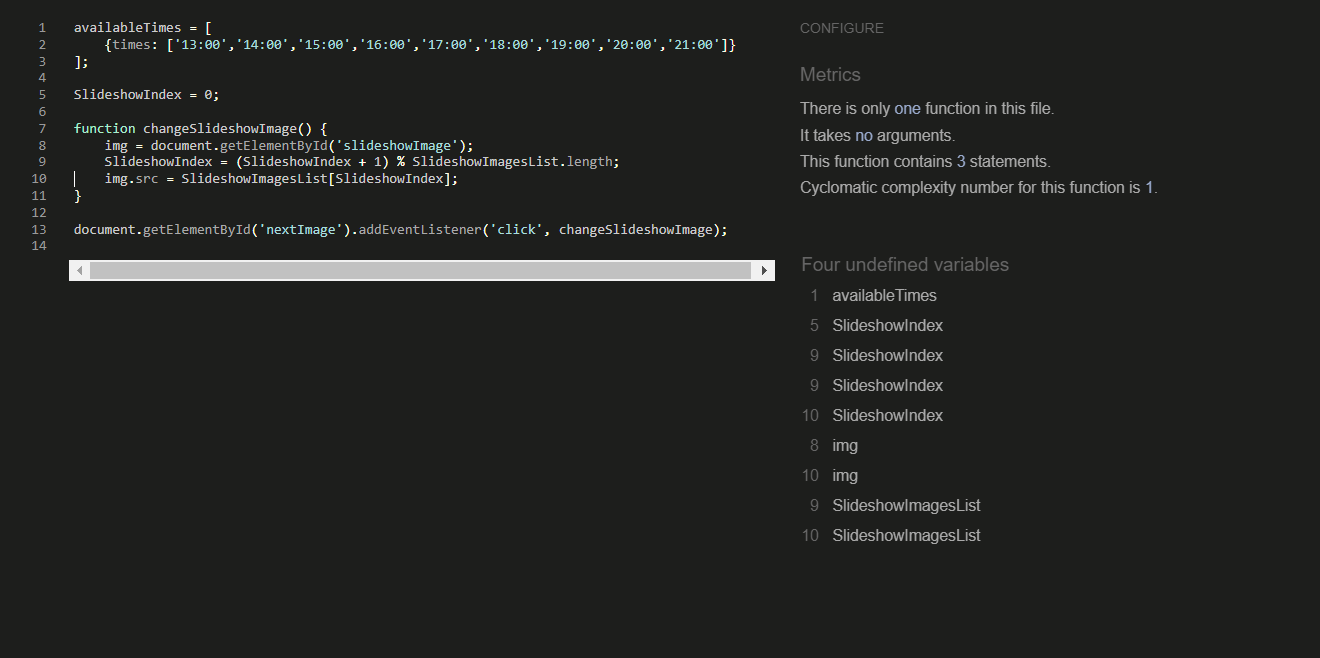 1 availableTimes = [
2     {times: ['13:00','14:00','15:00','16:00','17:00','18:00','19:00','20:00','21:00']}
3 ];
4
5 SlideshowIndex = 0;
6
7 function changeSlideshowImage() {
8     img = document.getElementById('slideshowImage');
9     SlideshowIndex = (SlideshowIndex + 1) % SlideshowImagesList.length;
10     img.src = SlideshowImagesList[SlideshowIndex];
11 }
12
13 document.getElementById('nextImage').addEventListener('click', changeSlideshowImage);
14
CONFIGURE
Metrics
There is only one function in this file.
It takes no arguments.
This function contains 3 statements.
Cyclomatic complexity number for this function is 1.
Four undefined variables
1 availableTimes
5 SlideshowIndex
9 SlideshowIndex
9 SlideshowIndex
10 SlideshowIndex
8 img
10 img
9 SlideshowImagesList
10 SlideshowImagesList